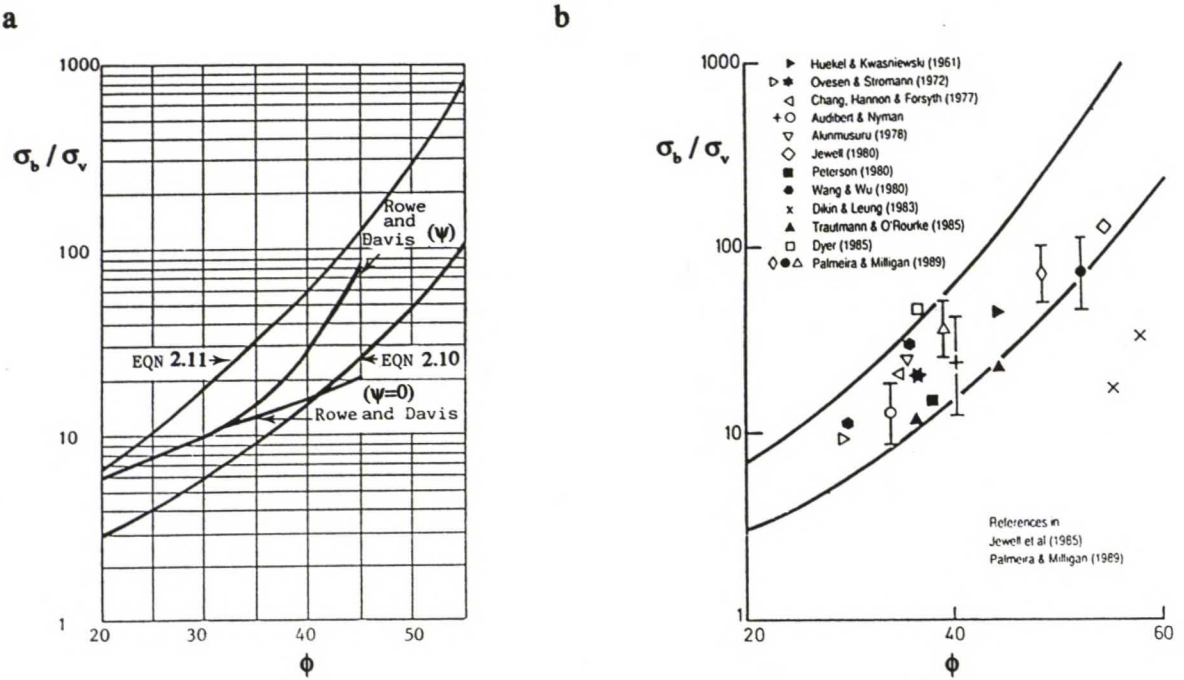 a
1000
σb / σv
100
10
1
20
30
40
50
ϕ
Rowe
and
Davis (ψ)
EQN 2.11
EQN 2.10
(ψ=0)
Rowe and Davis
b
1000
σb / σv
100
10
1
20
40
60
ϕ
Huekel & Kwasniewski (1961)
Ovesen & Stromann (1972)
Chang, Hannon & Forsyth (1977)
Audibert & Nyman
Akinmusuru (1978)
Jewell (1980)
Peterson (1980)
Wang & Wu (1980)
Dikin & Leung (1983)
Trautmann & O'Rourke (1985)
Dyer (1985)
Palmeira & Milligan (1989)
References in
Jewell et al (1985)
Palmeira & Milligan (1989)